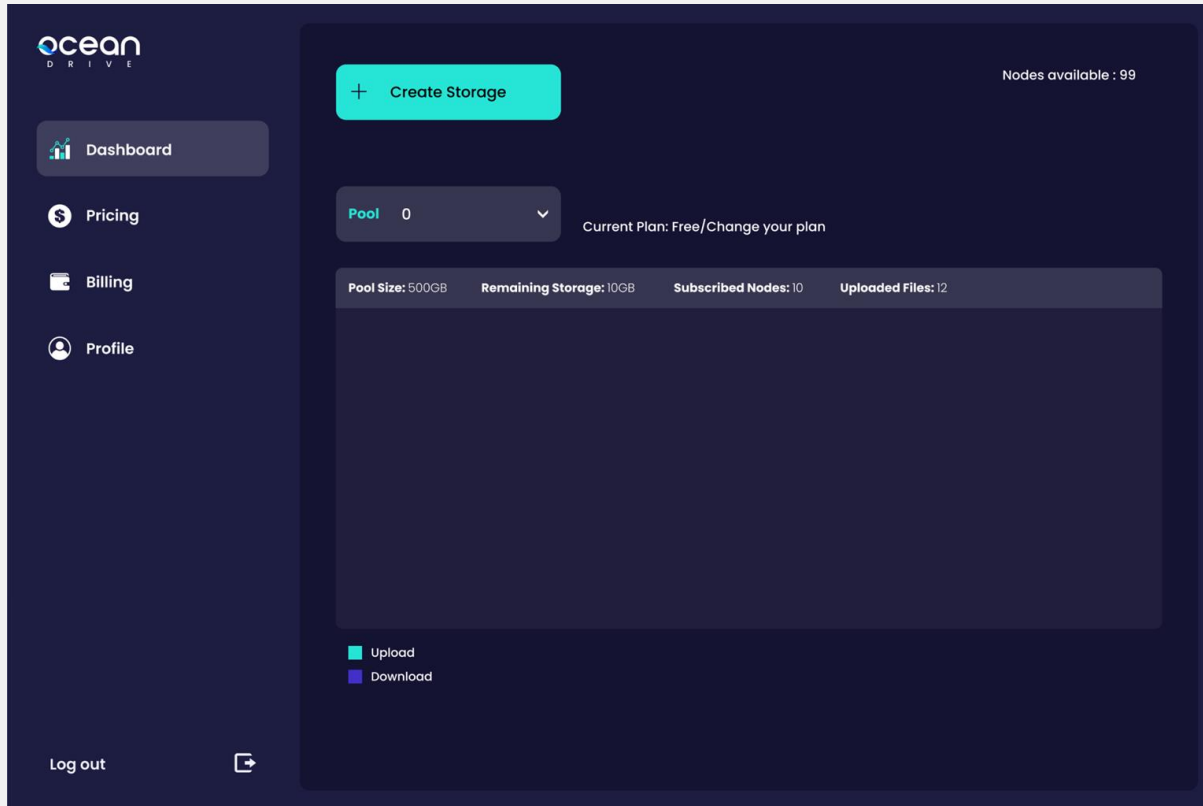 ocean
DRIVE
Create Storage
Nodes available : 99
Dashboard
Pricing
Billing
Profile
Pool 0
Current Plan: Free/Change your plan
Pool Size: 500GB Remaining Storage: 10GB Subscribed Nodes: 10 Uploaded Files: 12
Upload
Download
Log out